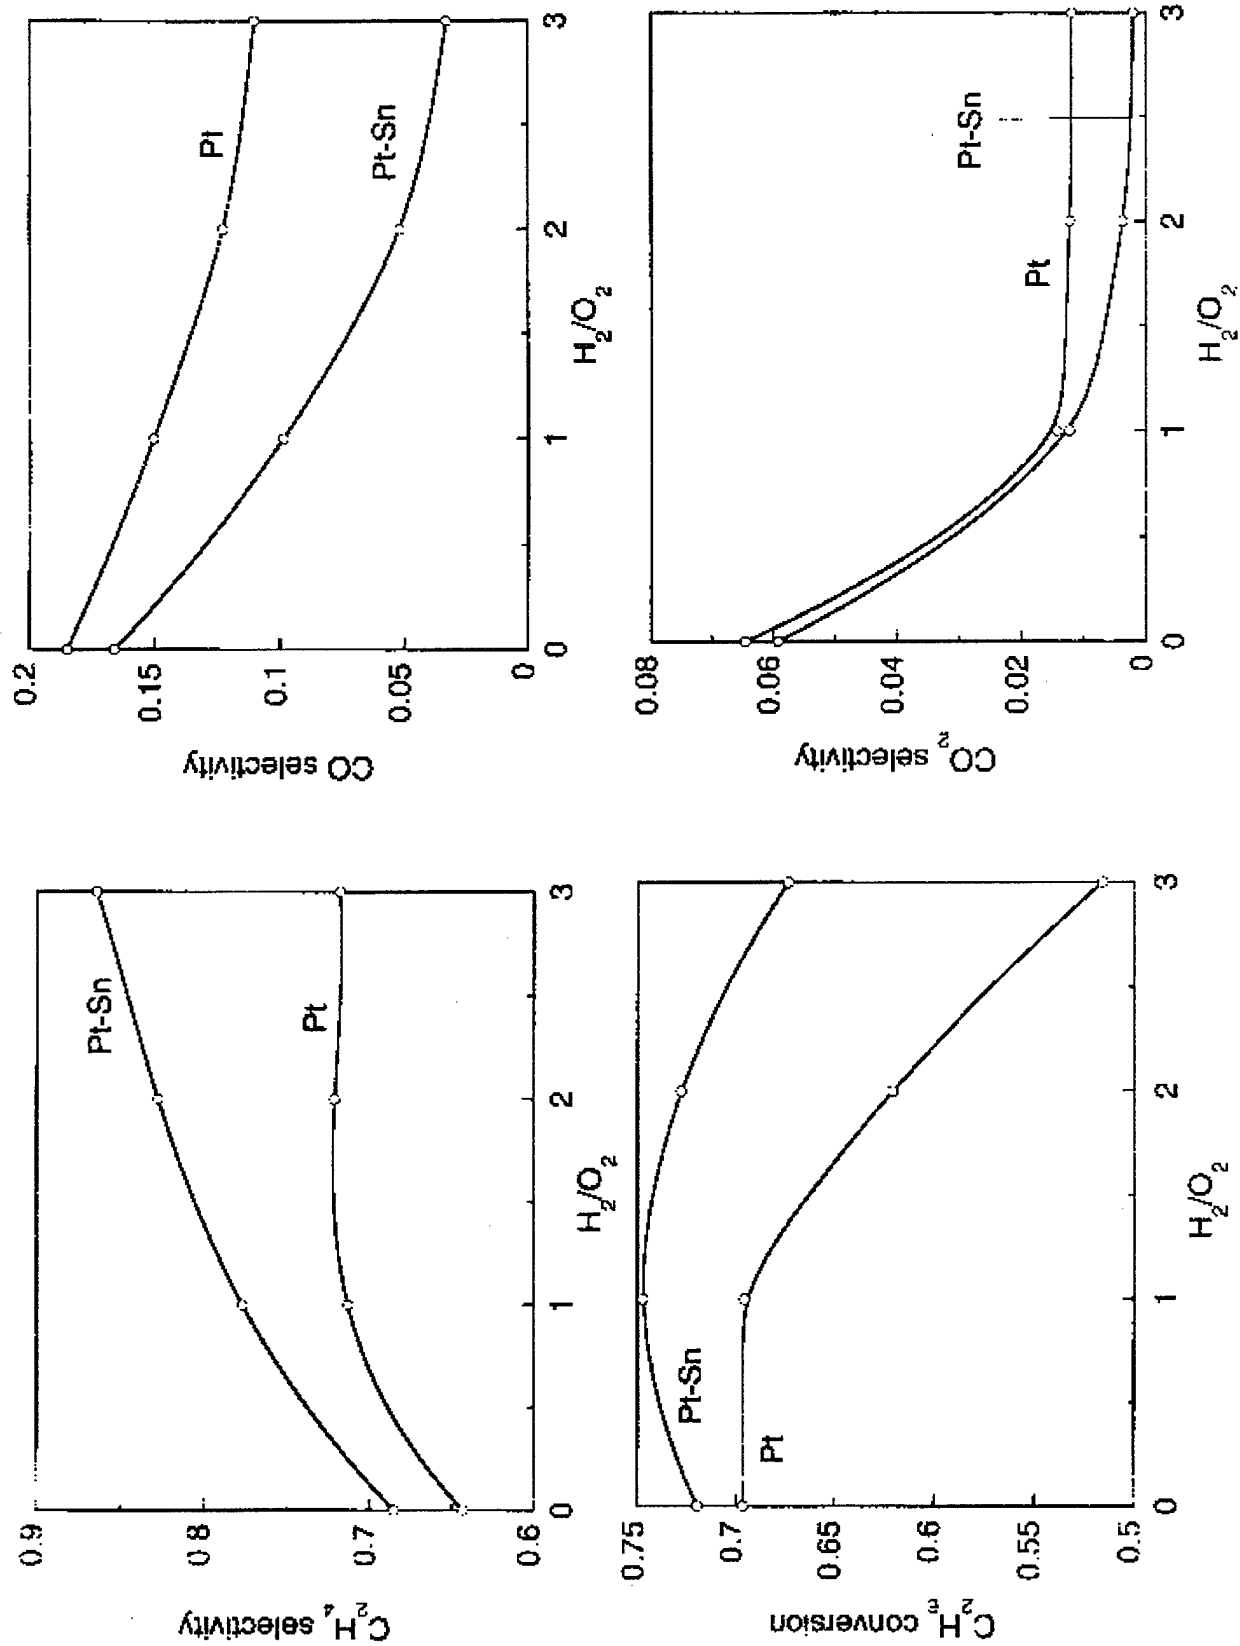 C2H4 selectivity
0.9
0.8
0.7
0.6
Pt-Sn
Pt
0
1
2
3
H2/O2
CO selectivity
0.2
0.15
0.1
0.05
0
Pt
Pt-Sn
0
1
2
3
H2/O2
C2H6 conversion
0.75
0.7
0.65
0.6
0.55
0.5
Pt-Sn
Pt
0
1
2
3
H2/O2
CO2 selectivity
0.08
0.06
0.04
0.02
0
Pt-Sn
Pt
0
1
2
3
H2/O2